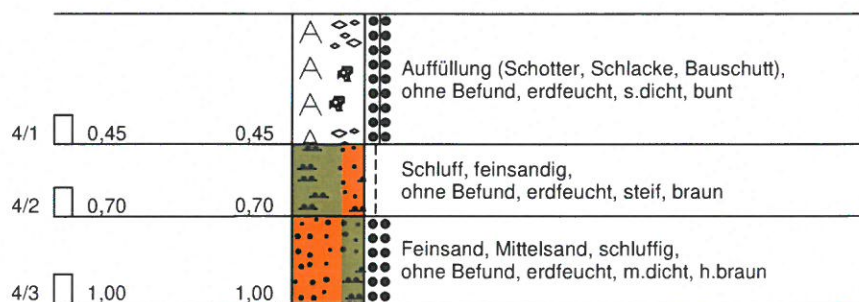 Auffüllung (Schotter, Schlacke, Bauschutt),
ohne Befund, erdfeucht, s.dicht, bunt
4/1 0,45 0,45
Schluff, feinsandig,
ohne Befund, erdfeucht, steif, braun
4/2 0,70 0,70
Feinsand, Mittelsand, schluffig,
ohne Befund, erdfeucht, m.dicht, h.braun
4/3 1,00 1,00